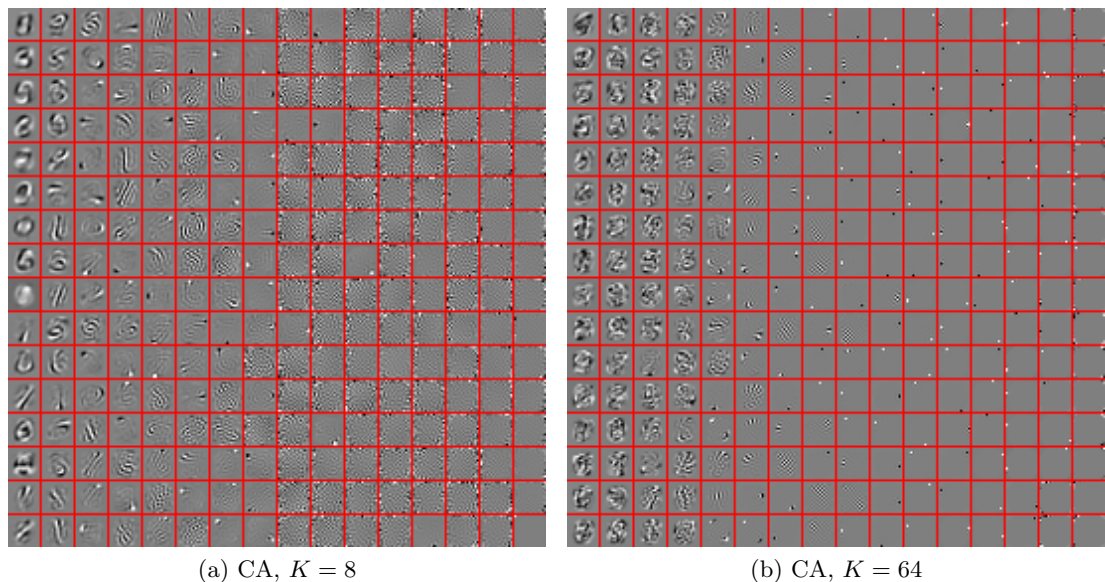 (a) CA, K = 8
(b) CA, K = 64